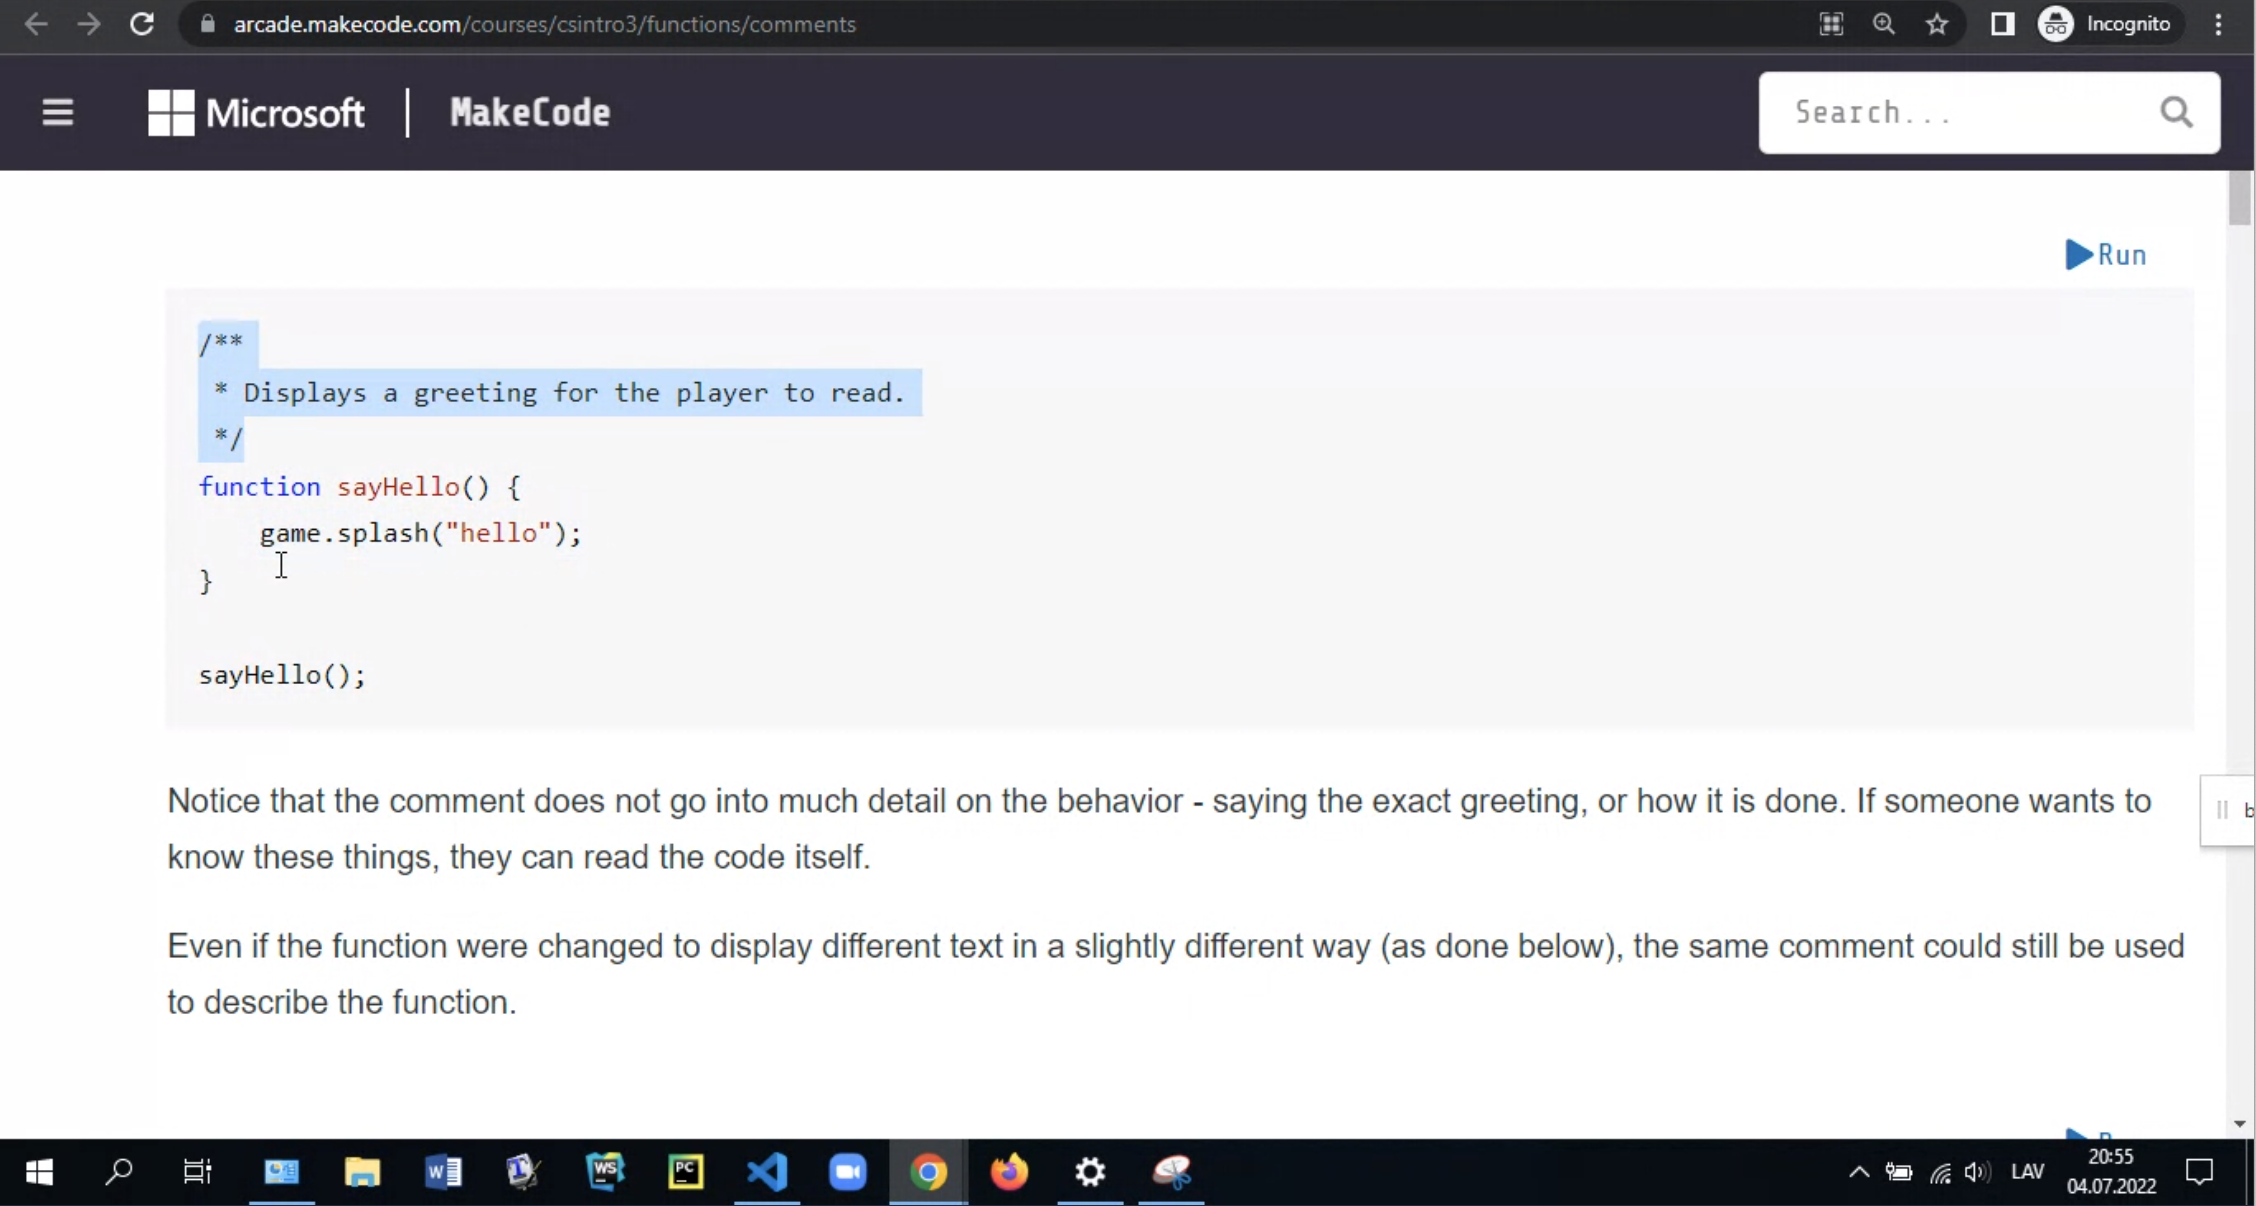 arcade.makecode.com/courses/csintro3/functions/comments
Incognito
Microsoft | MakeCode
Search...
Run
/**
 * Displays a greeting for the player to read.
 */
function sayHello() {
    game.splash("hello");
}
sayHello();
Notice that the comment does not go into much detail on the behavior - saying the exact greeting, or how it is done. If someone wants to
know these things, they can read the code itself.
Even if the function were changed to display different text in a slightly different way (as done below), the same comment could still be used
to describe the function.
WS
PC
LAV
20:55
04.07.2022